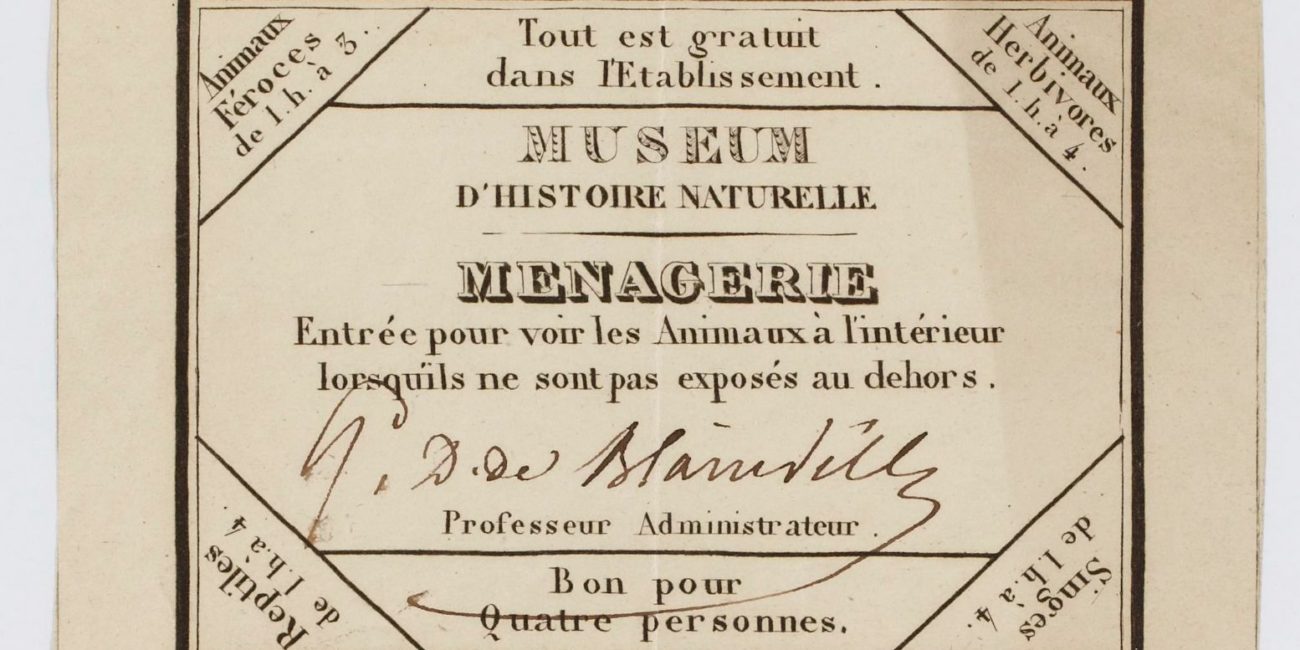 Animaux
Féroces
de 1.h. à 3.
Tout est gratuit
dans l'Etablissement.
Animaux
Herbivores
de 1.h. à 4.
MUSEUM
D'HISTOIRE NATURELLE
MENAGERIE
Entrée pour voir les Animaux à l'intérieur
lorsqu'ils ne sont pas exposés au dehors.
D. de Blainville
Professeur Administrateur.
Reptiles
de 1.h. à 4.
Bon pour
Quatre personnes.
Singes
de 1.h. à 4.